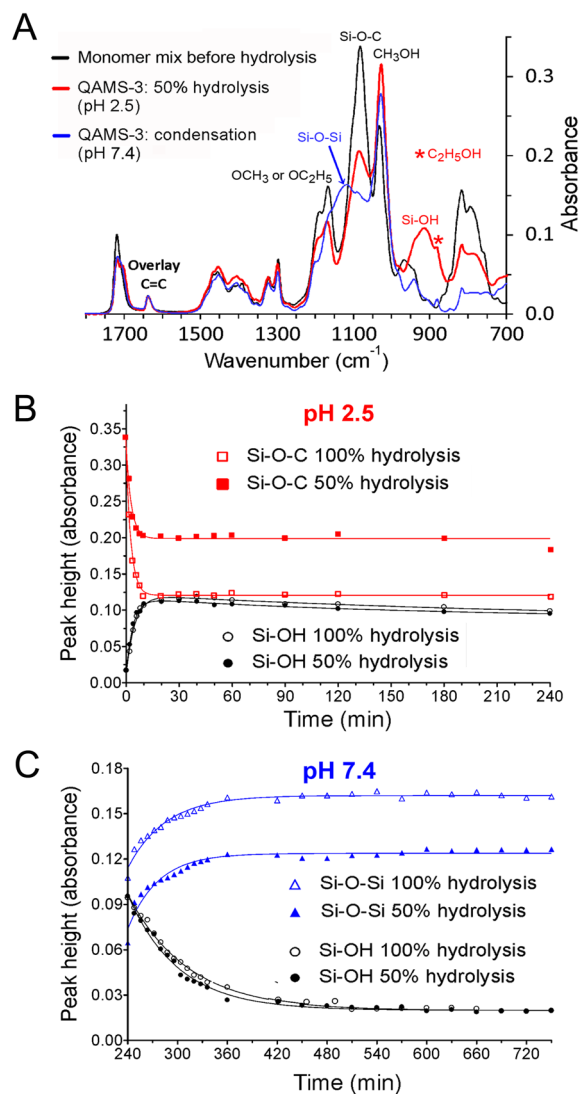 A
Monomer mix before hydrolysis
QAMS-3: 50% hydrolysis
(pH 2.5)
QAMS-3: condensation
(pH 7.4)
Si-O-C
CH3OH
Si-O-Si
* C2H5OH
OCH3 or OC2H5
Si-OH
*
Overlay
C=C
Absorbance
0.3
0.2
0.1
0.0
1700 1500 1300 1100 900 700
Wavenumber (cm-1)
B
pH 2.5
Si-O-C 100% hydrolysis
Si-O-C 50% hydrolysis
Si-OH 100% hydrolysis
Si-OH 50% hydrolysis
Peak height (absorbance)
0.35
0.30
0.25
0.20
0.15
0.10
0.05
0.00
0 30 60 90 120 150 180 210 240
Time (min)
C
pH 7.4
Si-O-Si 100% hydrolysis
Si-O-Si 50% hydrolysis
Si-OH 100% hydrolysis
Si-OH 50% hydrolysis
Peak height (absorbance)
0.18
0.15
0.12
0.09
0.06
0.03
0.00
240 300 360 420 480 540 600 660 720
Time (min)